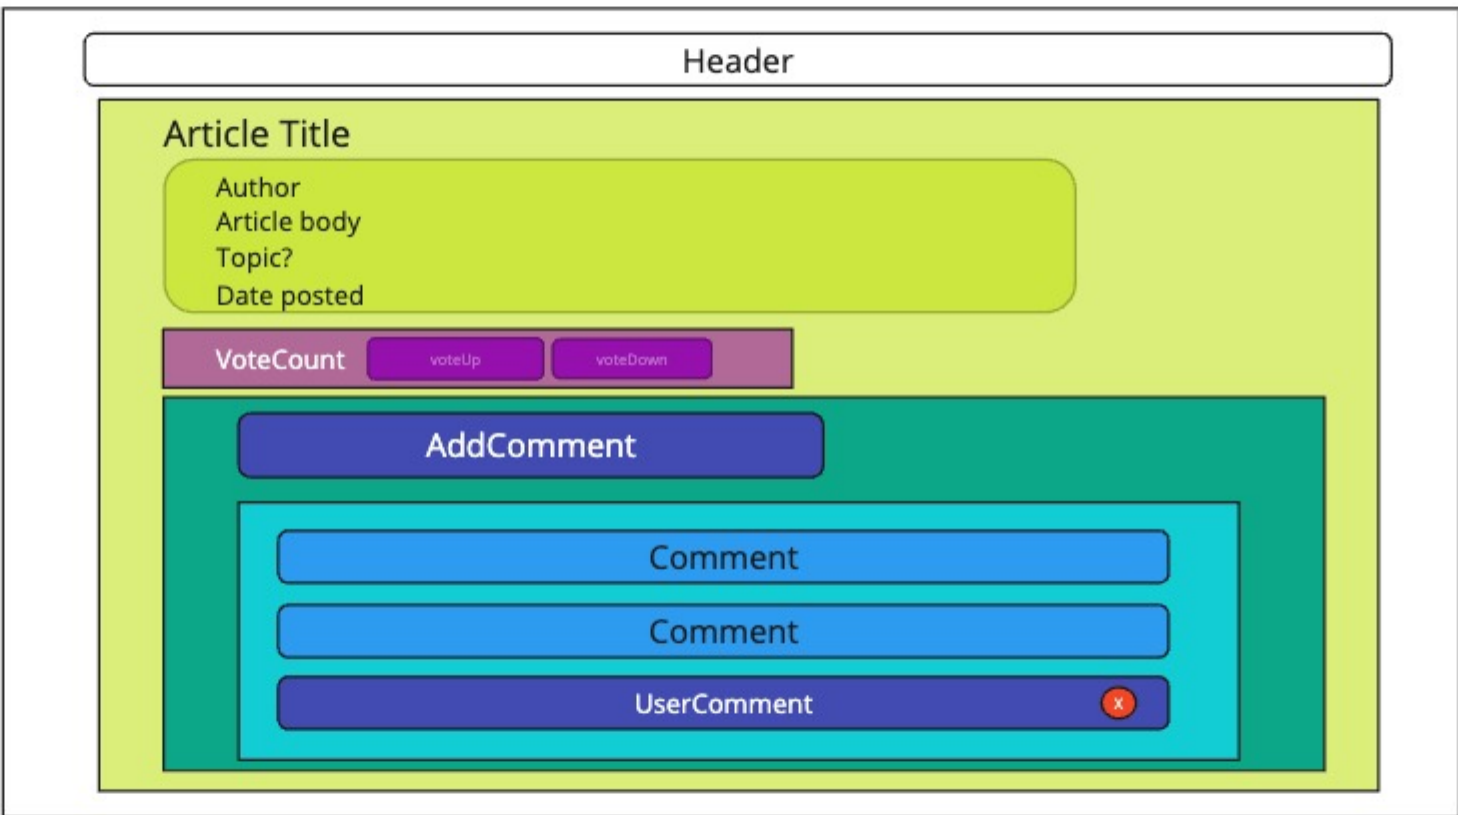 Header
Article Title
Author
Article body
Topic?
Date posted
VoteCount voteUp voteDown
AddComment
Comment
Comment
UserComment x